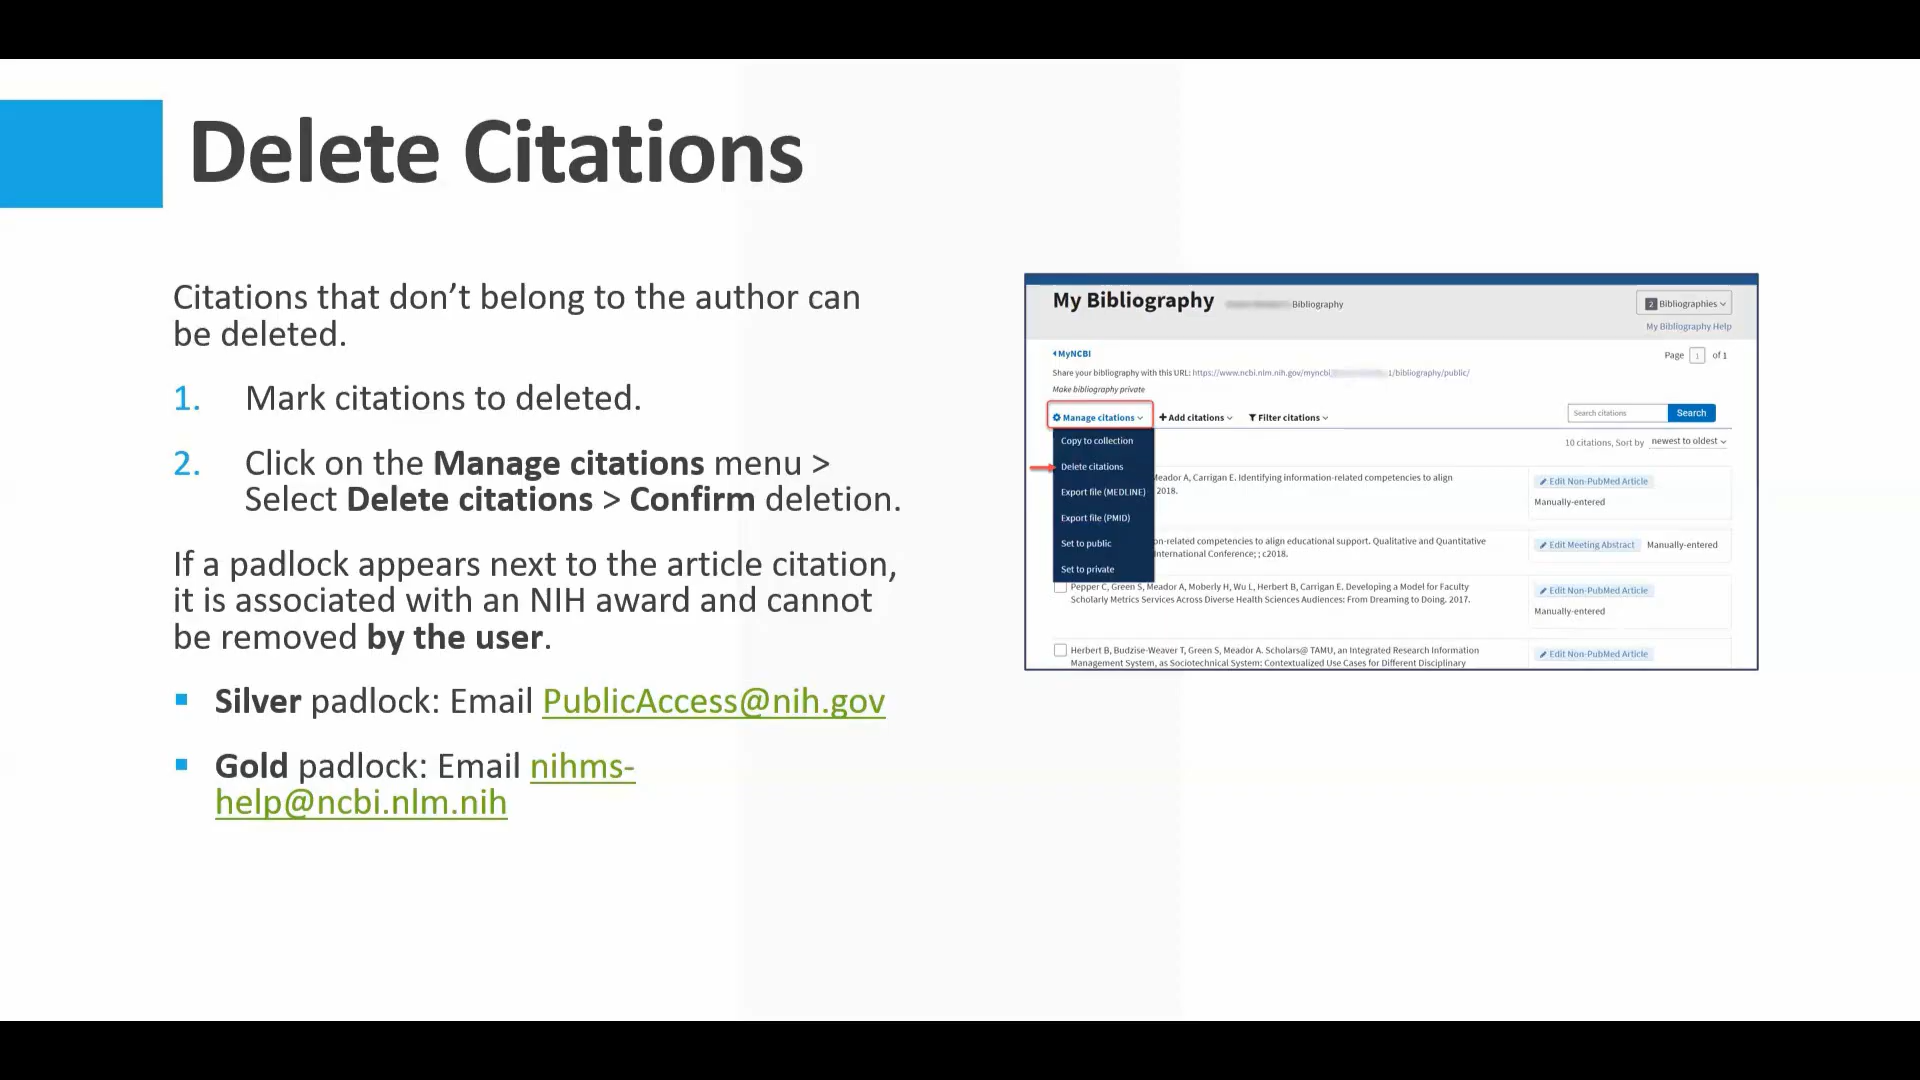 Delete Citations
Citations that don’t belong to the author can
be deleted.
1. Mark citations to deleted.
2. Click on the Manage citations menu >
Select Delete citations > Confirm deletion.
If a padlock appears next to the article citation,
it is associated with an NIH award and cannot
be removed by the user.
Silver padlock: Email PublicAccess@nih.gov
Gold padlock: Email nihms-
help@ncbi.nlm.nih
My Bibliography
Bibliography
2 Bibliographies
My Bibliography Help
MyNCBI
Page 1 of 1
Share your bibliography with this URL: https://www.ncbi.nlm.nih.gov/myncbi/ 1/bibliography/public/
Make bibliography private
Manage citations
Add citations
Filter citations
Search citations
Search
10 citations, Sort by newest to oldest
Copy to collection
Delete citations
Export file (MEDLINE)
Export file (PMID)
Set to public
Set to private
Meador A, Carrigan E. Identifying information-related competencies to align
2018.
Edit Non-PubMed Article
Manually-entered
on-related competencies to align educational support. Qualitative and Quantitative
International Conference; ; c2018.
Edit Meeting Abstract Manually-entered
Pepper C, Green S, Meador A, Moberly H, Wu L, Herbert B, Carrigan E. Developing a Model for Faculty
Scholarly Metrics Services Across Diverse Health Sciences Audiences: From Dreaming to Doing. 2017.
Edit Non-PubMed Article
Manually-entered
Herbert B, Budzise-Weaver T, Green S, Meador A. Scholars@ TAMU, an Integrated Research Information
Management System, as Sociotechnical System: Contextualized Use Cases for Different Disciplinary
Edit Non-PubMed Article